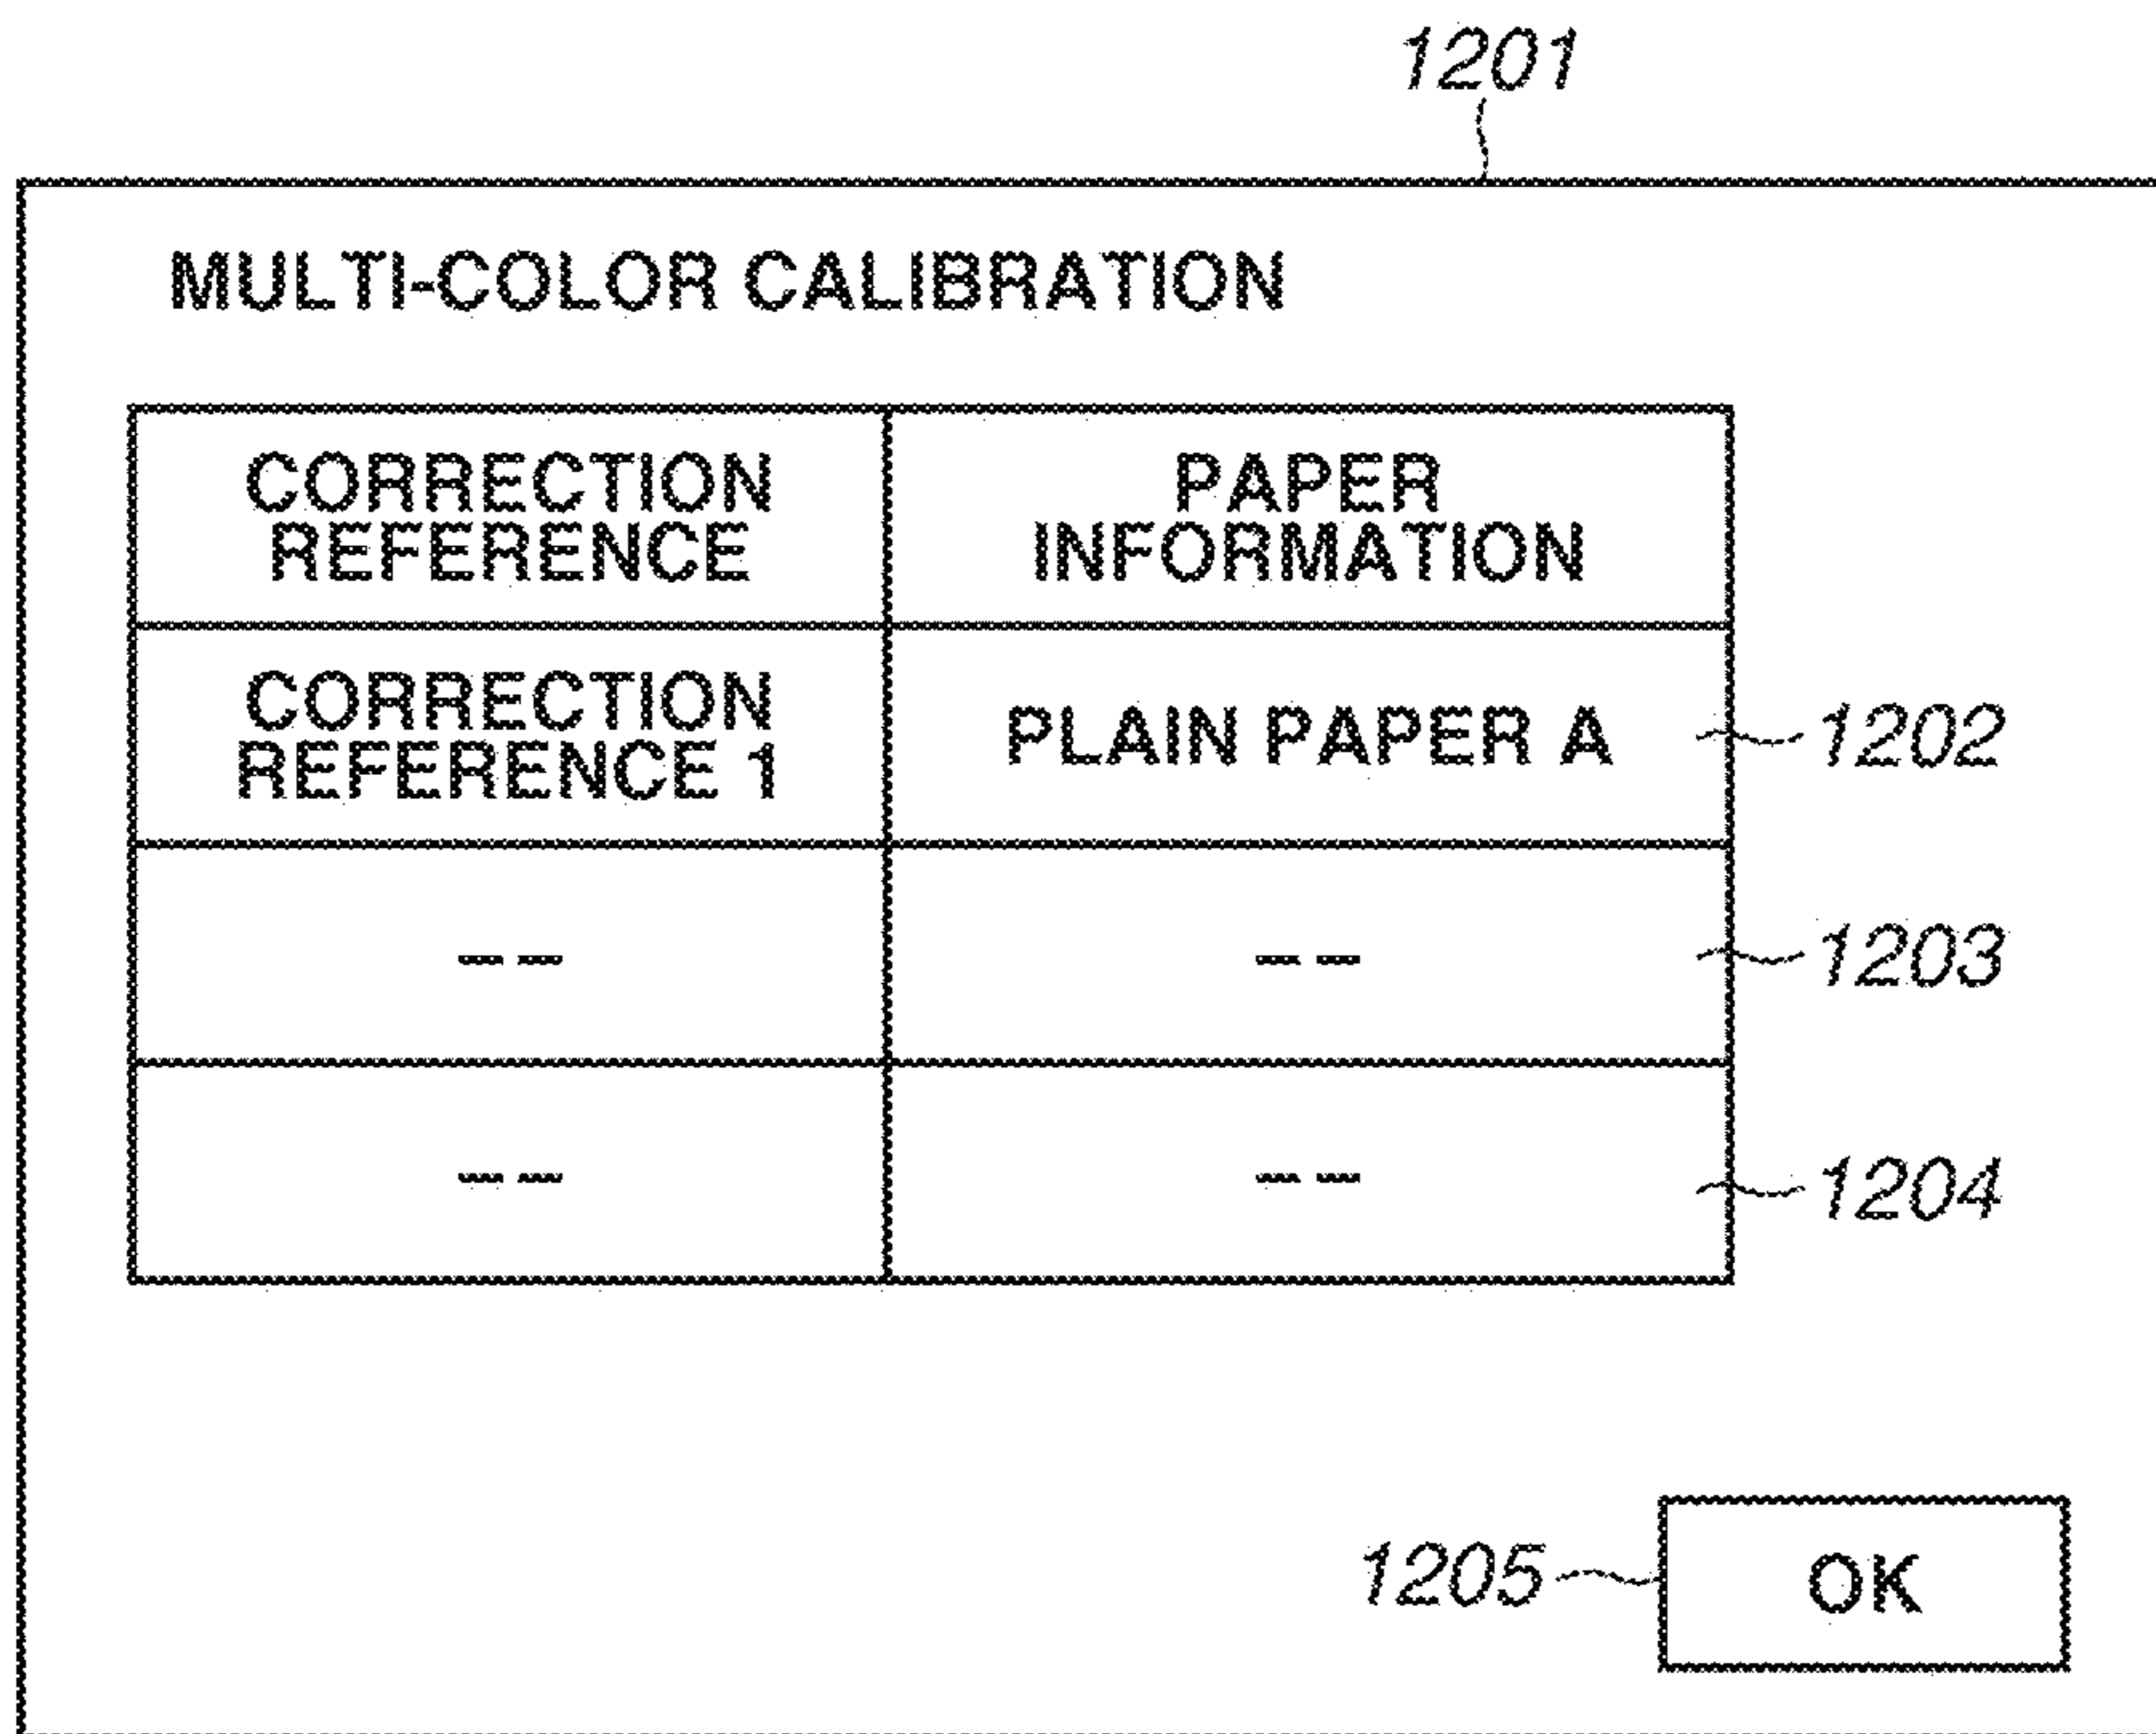 1201
MULTI-COLOR CALIBRATION
CORRECTION
REFERENCE
PAPER
INFORMATION
CORRECTION
REFERENCE 1
PLAIN PAPER A
1202
-- --
1203
-- --
1204
1205
OK